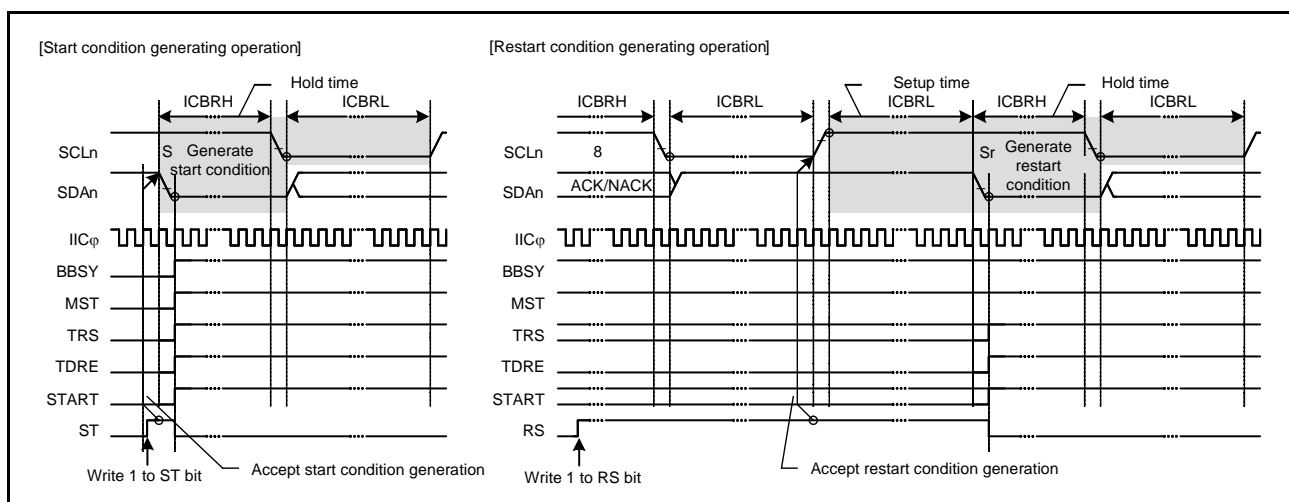 [Start condition generating operation]
[Restart condition generating operation]
Hold time
Setup time
Hold time
ICBRH
ICBRL
ICBRH
ICBRL
ICBRL
ICBRH
ICBRL
SCLn
S
Generate
start condition
SCLn
8
Sr
Generate
restart
condition
SDAn
SDAn
ACK/NACK
IICφ
IICφ
BBSY
BBSY
MST
MST
TRS
TRS
TDRE
TDRE
START
START
ST
RS
Accept start condition generation
Write 1 to ST bit
Accept restart condition generation
Write 1 to RS bit